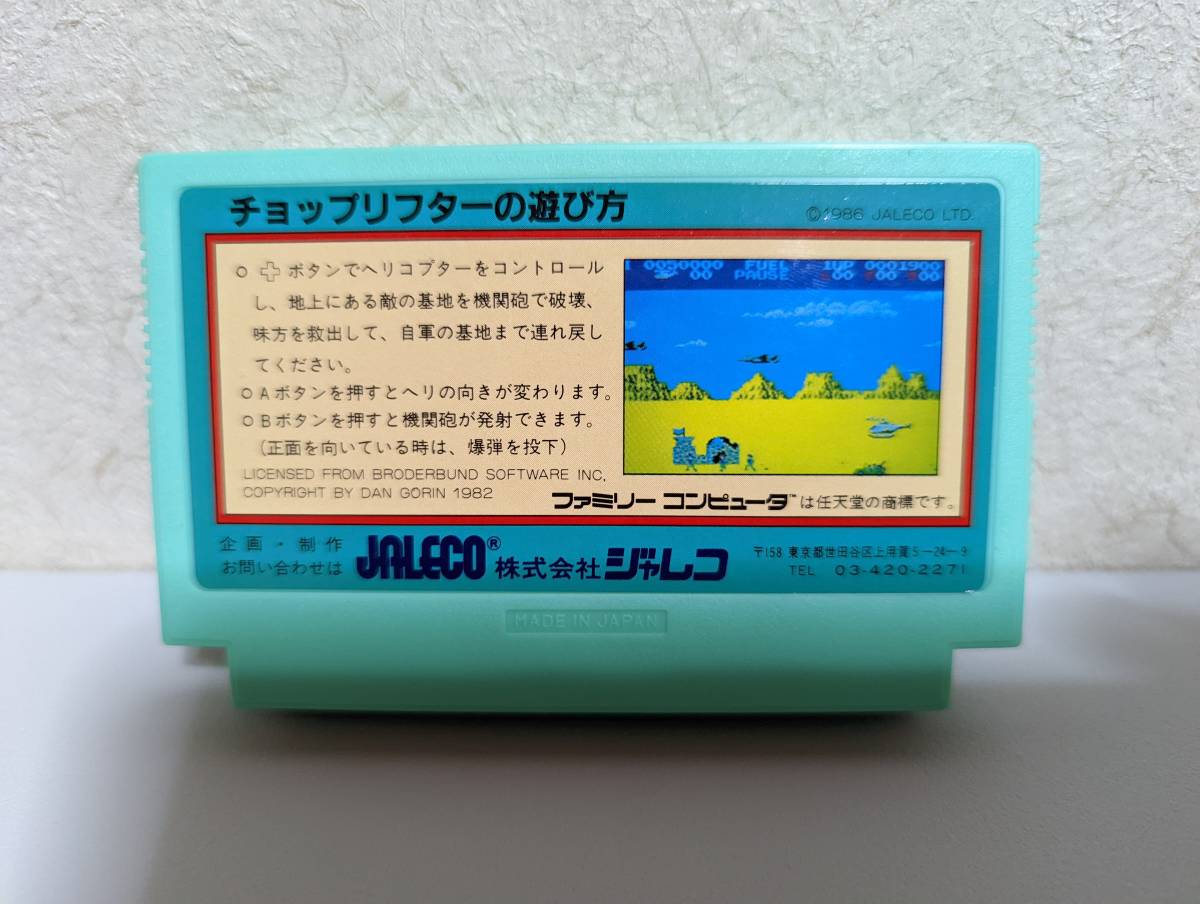 チョップリフターの遊び方
©1986 JALECO LTD.
○ ✚ ボタンでヘリコプターをコントロール
し、地上にある敵の基地を機関砲で破壊、
味方を救出して、自軍の基地まで連れ戻し
てください。
○ Aボタンを押すとヘリの向きが変わります。
○ Bボタンを押すと機関砲が発射できます。
(正面を向いている時は、爆弾を投下)
LICENSED FROM BRODERBUND SOFTWARE INC.
COPYRIGHT BY DAN GORIN 1982
ファミリー コンピュータ™は任天堂の商標です。
0050000 FUEL 1UP 0001900
00 PAUSE 00 00 00
企画・制作
お問い合わせは
JALECO® 株式会社ジャレコ
〒158 東京都世田谷区上用賀5-24-9
TEL 03-420-2271
MADE IN JAPAN